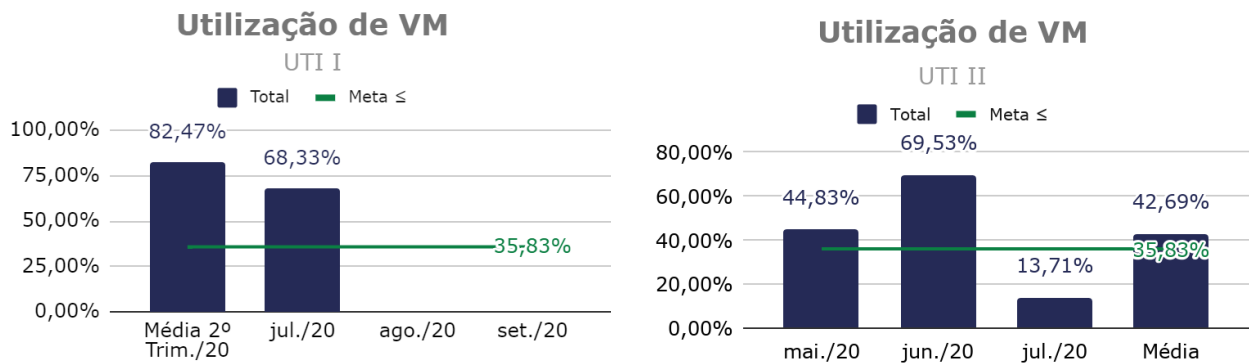 Utilização de VM
UTI I
Total Meta ≤
100,00%
75,00%
50,00%
25,00%
0,00%
82,47%
68,33%
35,83%
Média 2º
Trim./20
jul./20
ago./20
set./20
Utilização de VM
UTI II
Total Meta ≤
80,00%
60,00%
40,00%
20,00%
0,00%
44,83%
69,53%
13,71%
42,69%
35,83%
mai./20
jun./20
jul./20
Média